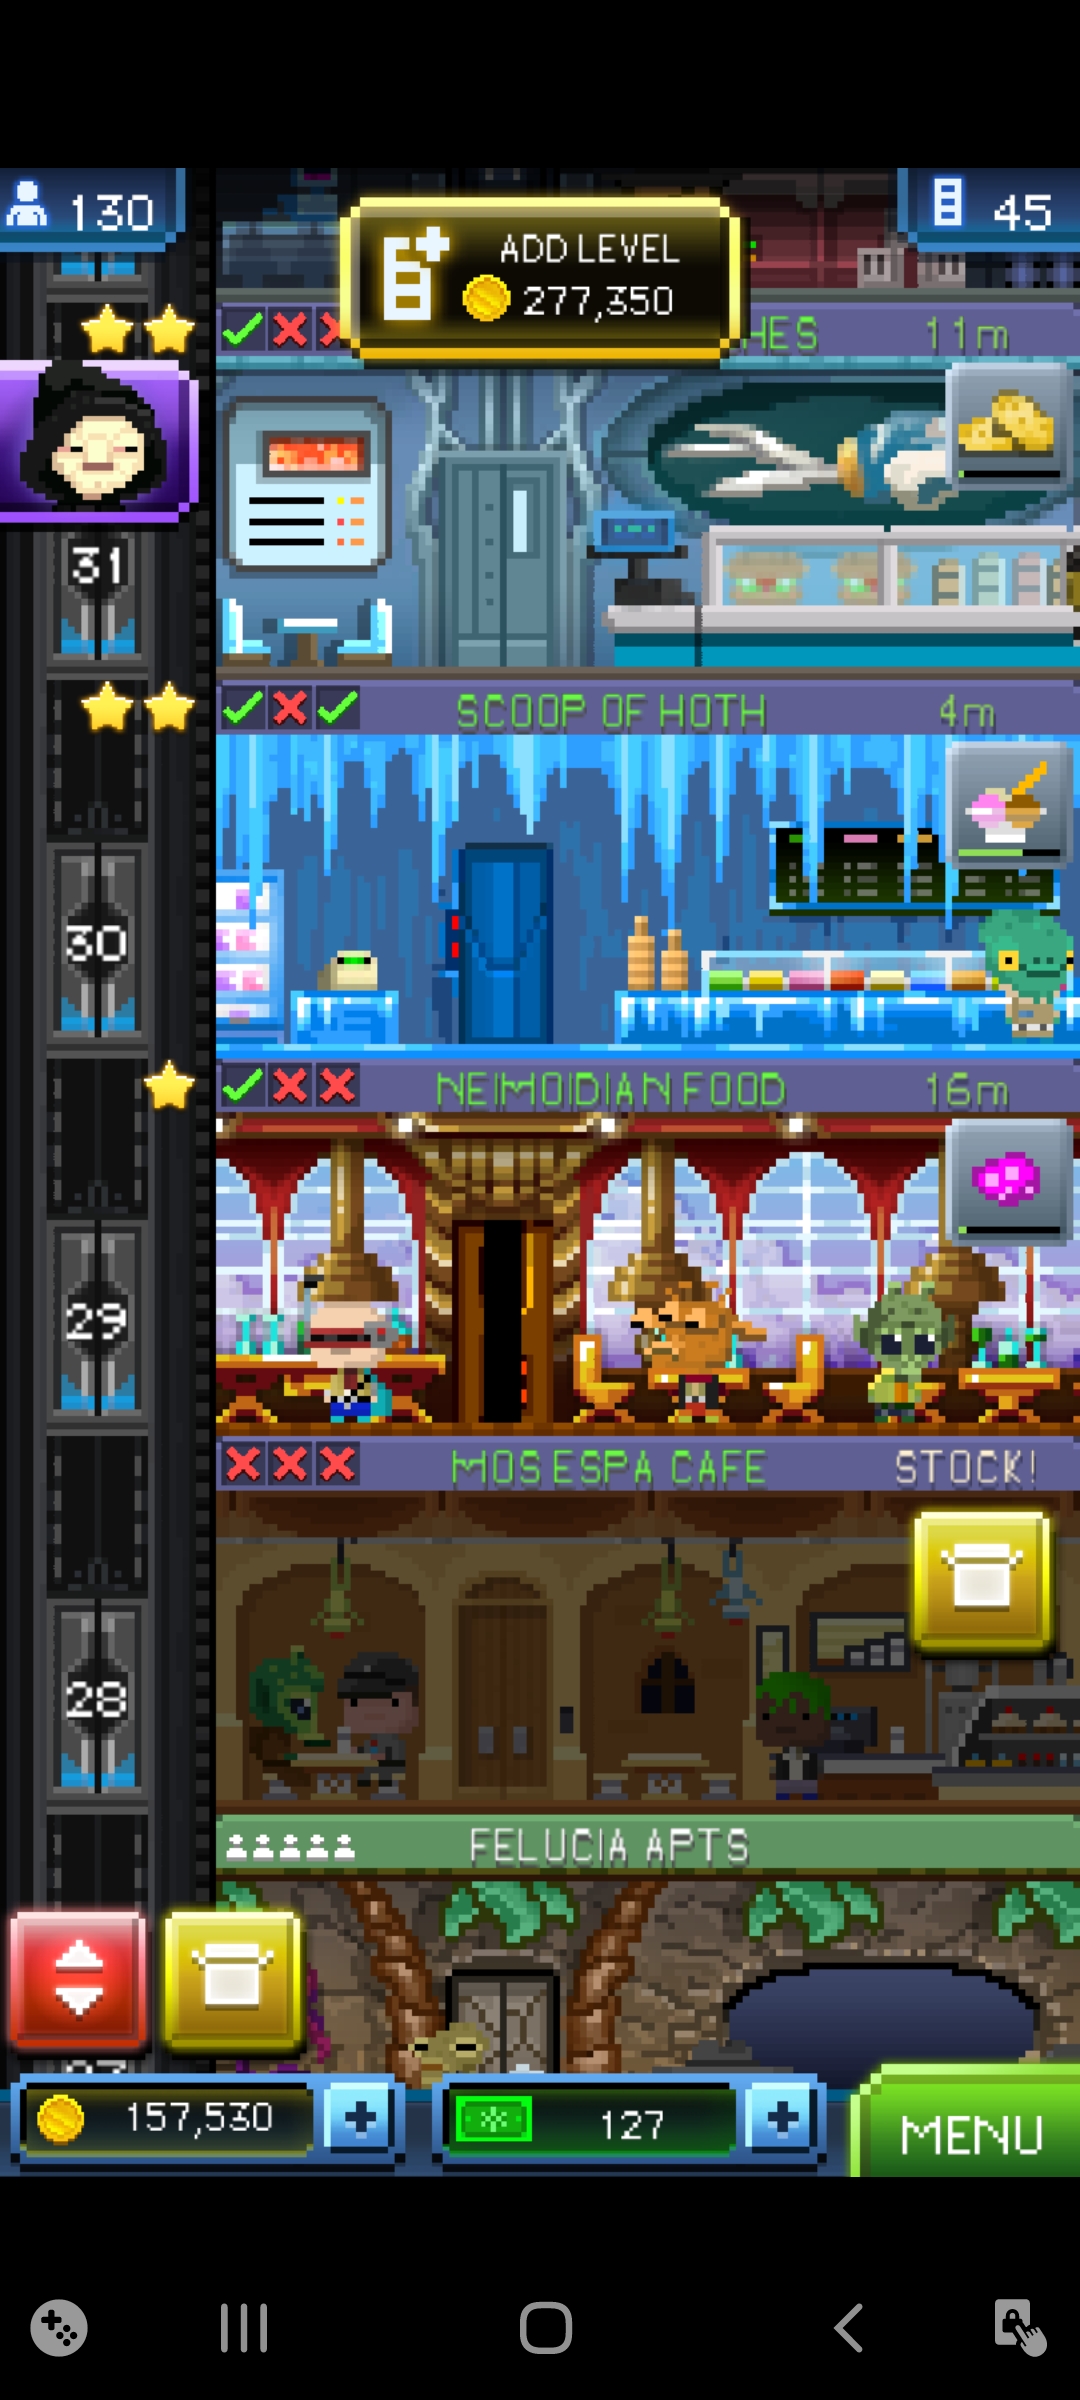 130
45
ADD LEVEL
277,350
HES 11m
31
SCOOP OF HOTH 4m
30
NEIMOIDIAN FOOD 16m
29
MOS ESPA CAFE STOCK!
28
FELUCIA APTS
157,530
127
MENU